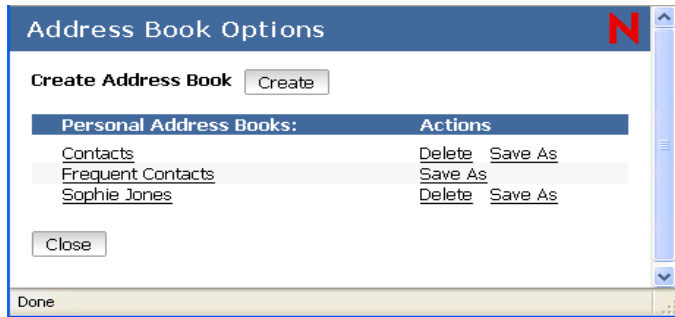 Address Book Options N
Create Address Book Create
Personal Address Books: Actions
Contacts Delete Save As
Frequent Contacts Save As
Sophie Jones Delete Save As
Close
Done